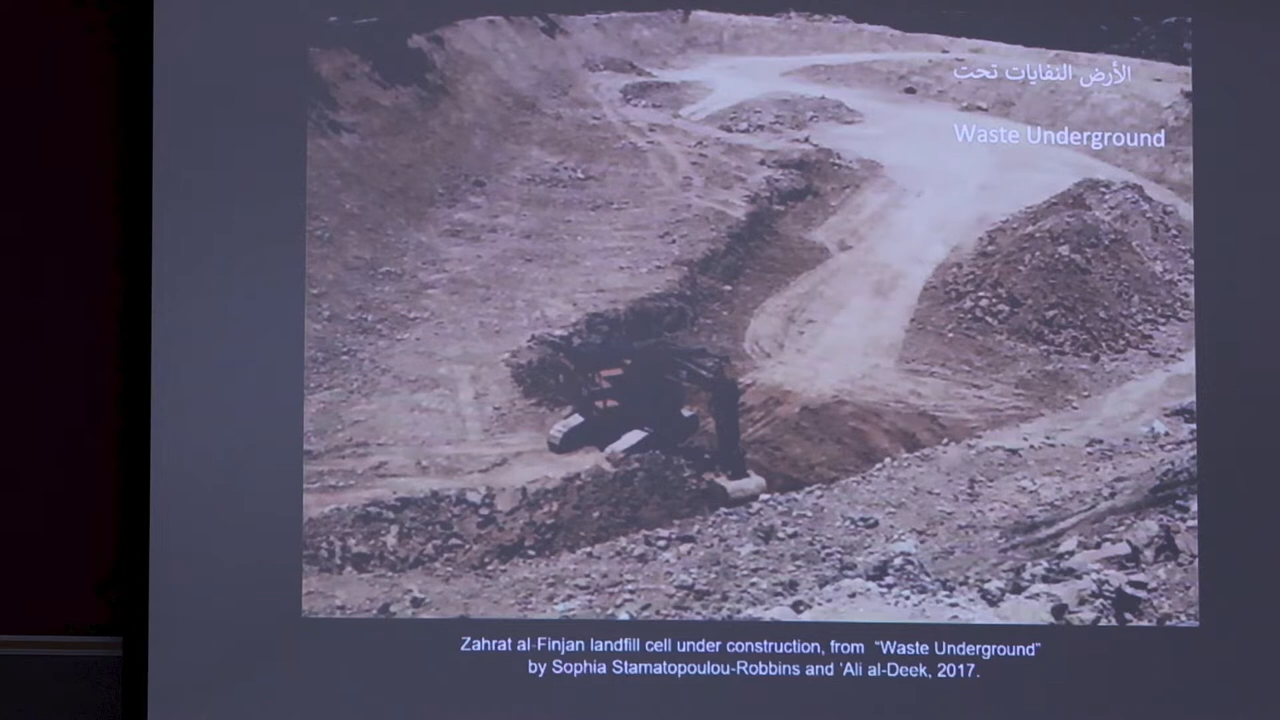 الأرض النفايات تحت
Waste Underground
Zahrat al-Finjan landfill cell under construction, from “Waste Underground”
by Sophia Stamatopoulou-Robbins and 'Ali al-Deek, 2017.